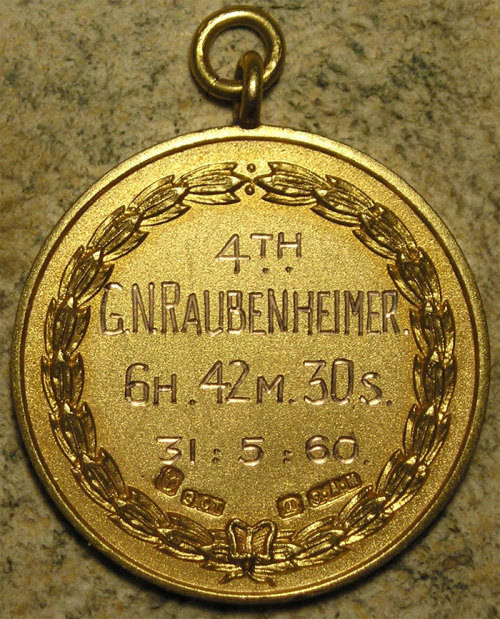 4TH
G.N.RAUBENHEIMER.
6H. 42M. 30S.
31:5:60.